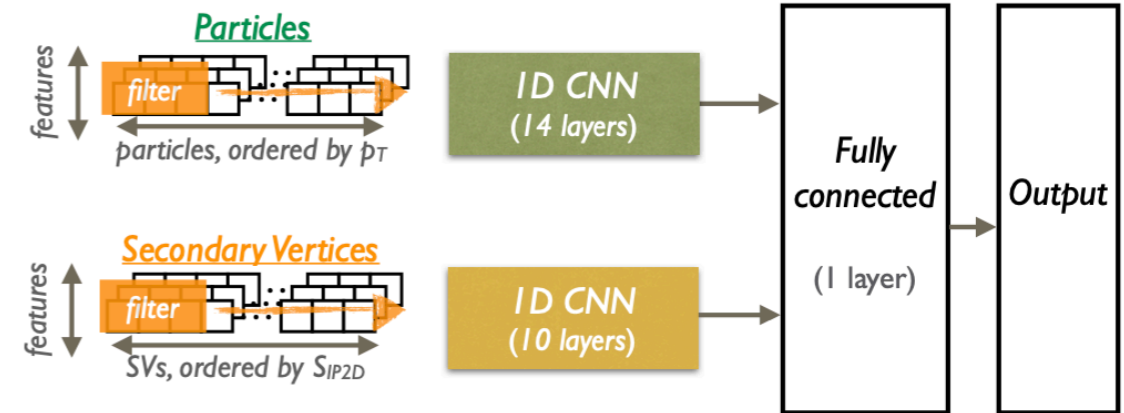 Particles
features
filter
particles, ordered by pT
1D CNN
(14 layers)
Secondary Vertices
features
filter
SVs, ordered by SIP2D
1D CNN
(10 layers)
Fully
connected
(1 layer)
Output